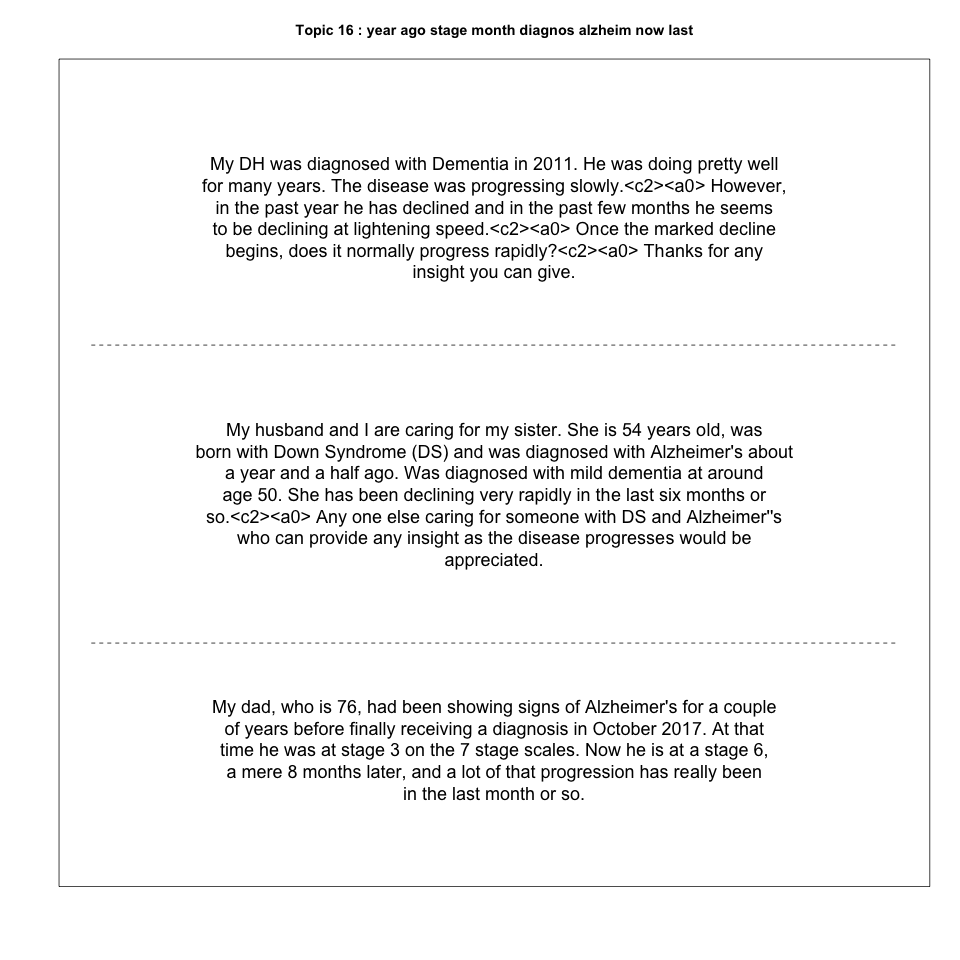 Topic 16 : year ago stage month diagnos alzheim now last
My DH was diagnosed with Dementia in 2011. He was doing pretty well
for many years. The disease was progressing slowly.<c2><a0> However,
in the past year he has declined and in the past few months he seems
to be declining at lightening speed.<c2><a0> Once the marked decline
begins, does it normally progress rapidly?<c2><a0> Thanks for any
insight you can give.
My husband and I are caring for my sister. She is 54 years old, was
born with Down Syndrome (DS) and was diagnosed with Alzheimer's about
a year and a half ago. Was diagnosed with mild dementia at around
age 50. She has been declining very rapidly in the last six months or
so.<c2><a0> Any one else caring for someone with DS and Alzheimer''s
who can provide any insight as the disease progresses would be
appreciated.
My dad, who is 76, had been showing signs of Alzheimer's for a couple
of years before finally receiving a diagnosis in October 2017. At that
time he was at stage 3 on the 7 stage scales. Now he is at a stage 6,
a mere 8 months later, and a lot of that progression has really been
in the last month or so.